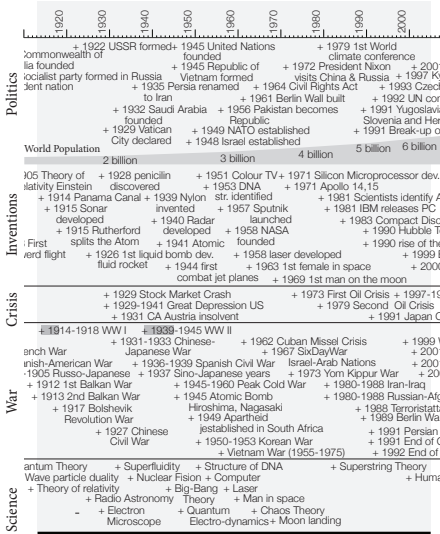 1920 1930 1940 1950 1960 1970 1980 1990 2000
Politics
+ 1922 USSR formed + 1945 United Nations + 1979 1st World
Commonwealth of founded climate conference
lia founded + 1945 Republic of + 1972 President Nixon + 2001
ocialist party formed in Russia Vietnam formed visits China & Russia + 1997 Ky
dent nation + 1935 Persia renamed + 1964 Civil Rights Act + 1993 Czec
to Iran + 1961 Berlin Wall built + 1992 UN cor
+ 1932 Saudi Arabia + 1956 Pakistan becomes + 1991 Yugoslavi
founded Republic Slovenia and Her
+ 1929 Vatican + 1949 NATO established + 1991 Break-up o
City declared + 1948 Israel established
World Population
2 billion 3 billion 4 billion 5 billion 6 billion
Inventions
905 Theory of + 1928 penicilin + 1951 Colour TV + 1971 Silicon Microprocessor dev.
elativity Einstein discovered + 1953 DNA + 1971 Apollo 14,15
+ 1914 Panama Canal + 1939 Nylon str. identified + 1981 Scientists identify A
+ 1915 Sonar invented + 1957 Sputnik + 1981 IBM releases PC
developed + 1940 Radar launched + 1983 Compact Disc
+ 1915 Rutherford developed + 1958 NASA + 1990 Hubble T
First splits the Atom + 1941 Atomic founded + 1990 rise of the
werd flight + 1926 1st liquid bomb dev. + 1958 laser developed + 1999 E
fluid rocket + 1944 first + 1963 1st female in space + 2000
combat jet planes + 1969 1st man on the moon
Crisis
+ 1929 Stock Market Crash + 1973 First Oil Crisis + 1997-1
+ 1929-1941 Great Depression US + 1979 Second Oil Crisis
+ 1931 CA Austria insolvent + 1991 Japan C
War
+ 1914-1918 WW I + 1939-1945 WW II
+ 1931-1933 Chinese- + 1962 Cuban Missel Crisis + 1999 W
ench War Japanese War + 1967 SixDayWar + 200
anish-American War + 1936-1939 Spanish Civil War Israel-Arab Nations + 200
-1905 Russo-Japanese + 1937 Sino-Japanese years + 1973 Yom Kippur War + 20
+ 1912 1st Balkan War + 1945-1960 Peak Cold War + 1980-1988 Iran-Iraq
+ 1913 2nd Balkan War + 1945 Atomic Bomb + 1980-1988 Russian-Afg
+ 1917 Bolshevik Hiroshima, Nagasaki + 1988 Terroristatta
Revolution War + 1949 Apartheid + 1989 Berlin Wa
+ 1927 Chinese jestablished in South Africa + 1991 Persian
Civil War + 1950-1953 Korean War + 1991 End of C
+ Vietnam War (1955-1975) + 1992 End of
Science
antum Theory + Superfluidity + Structure of DNA + Superstring Theory
Wave particle duality + Nuclear Fision + Computer + Huma
+ Theory of relativity + Big-Bang + Laser
+ Radio Astronomy Theory + Man in space
- + Electron + Quantum + Chaos Theory
Microscope Electro-dynamics + Moon landing